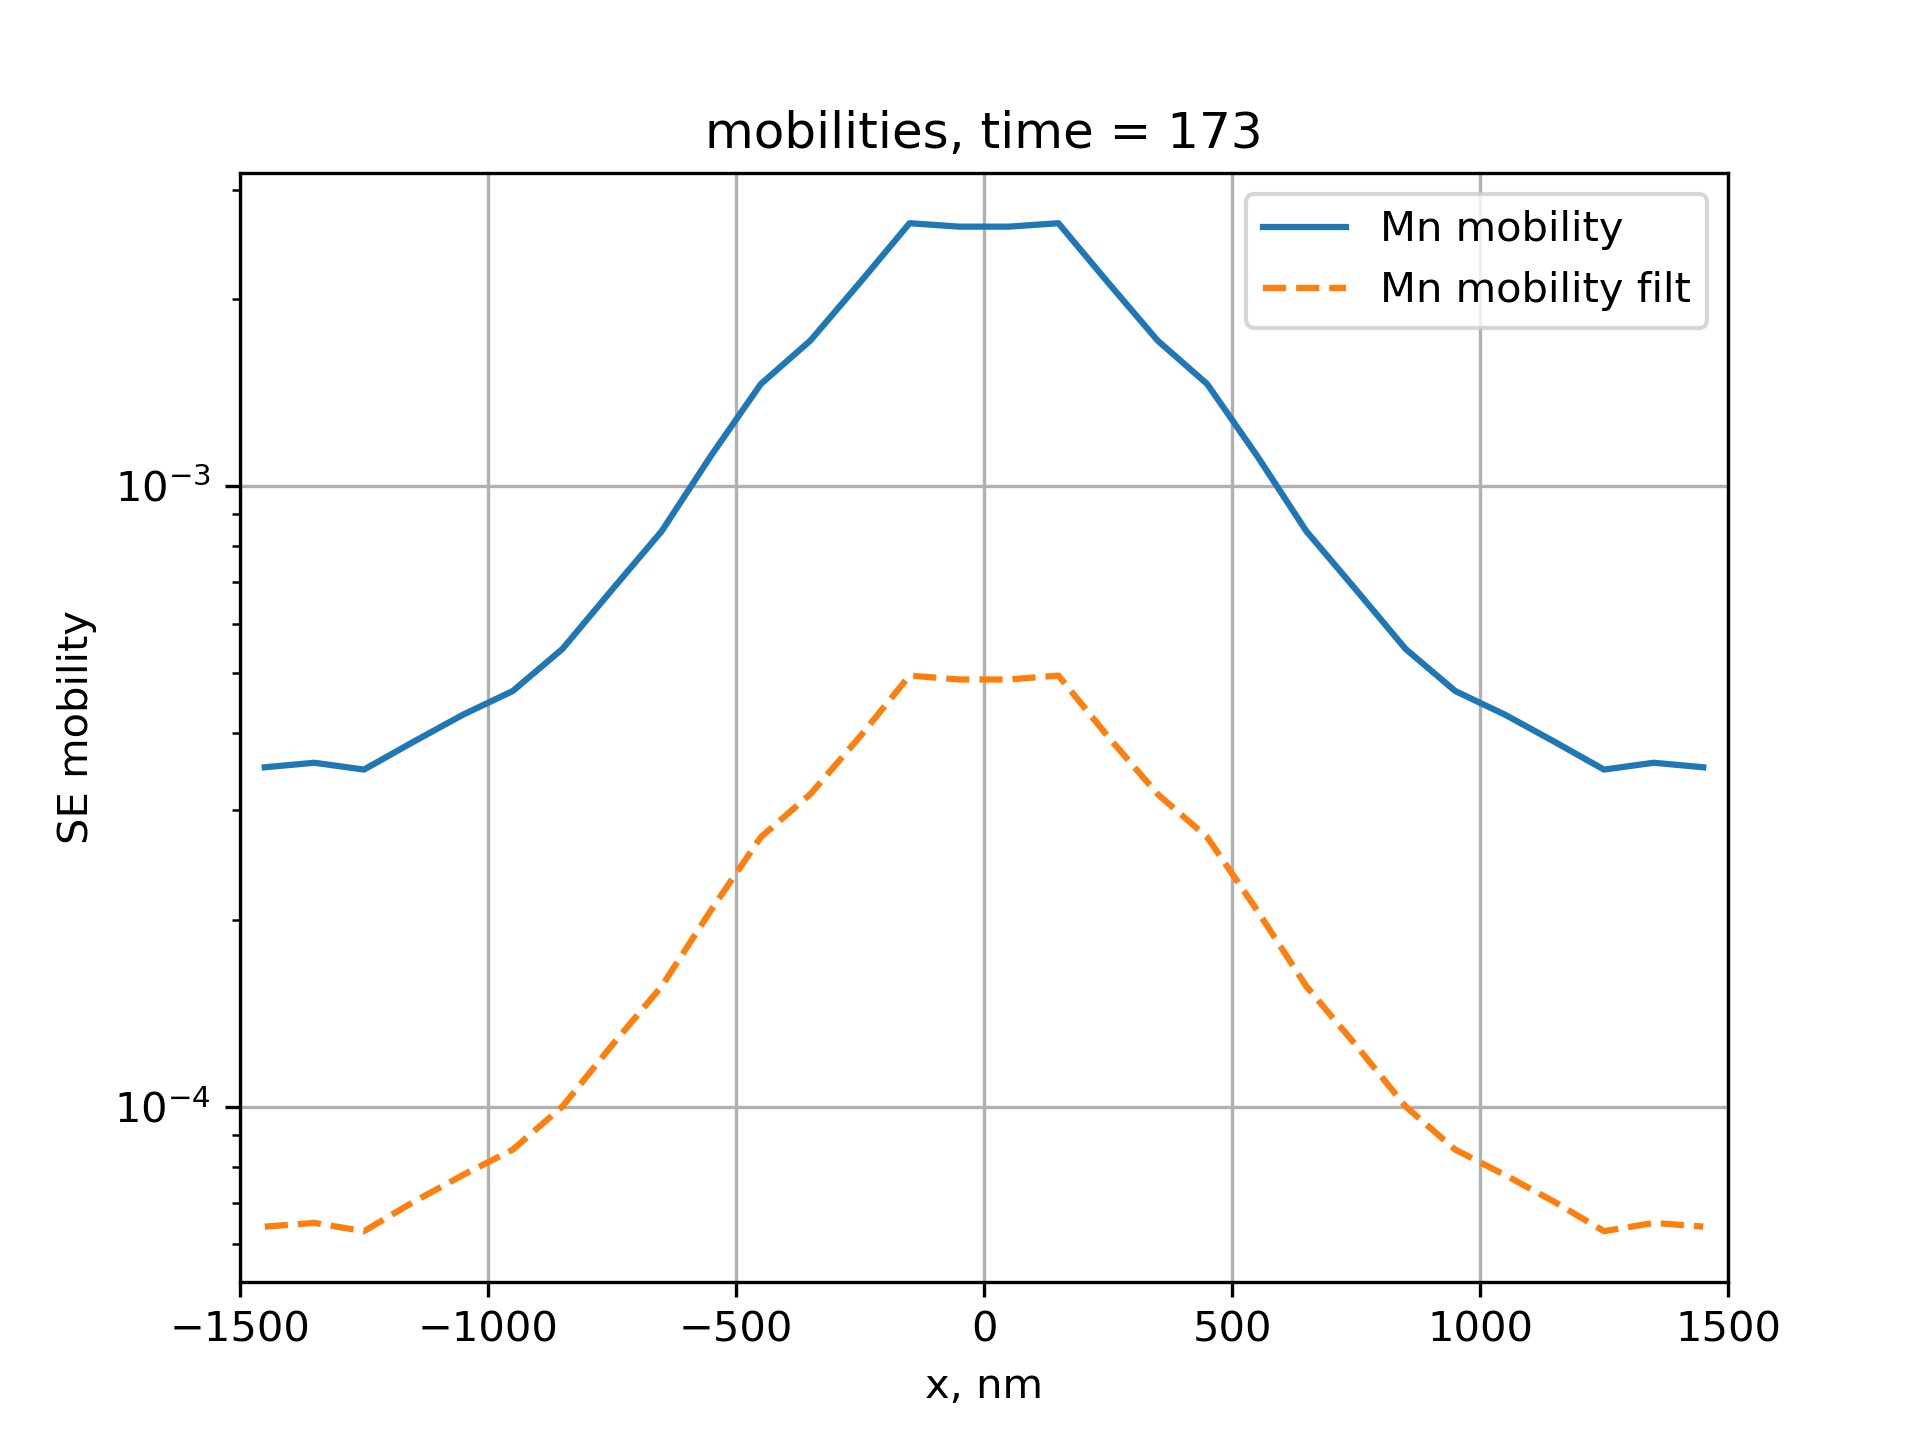 mobilities, time = 173
Mn mobility
Mn mobility filt
SE mobility
10⁻³
10⁻⁴
−1500 −1000 −500 0 500 1000 1500
x, nm